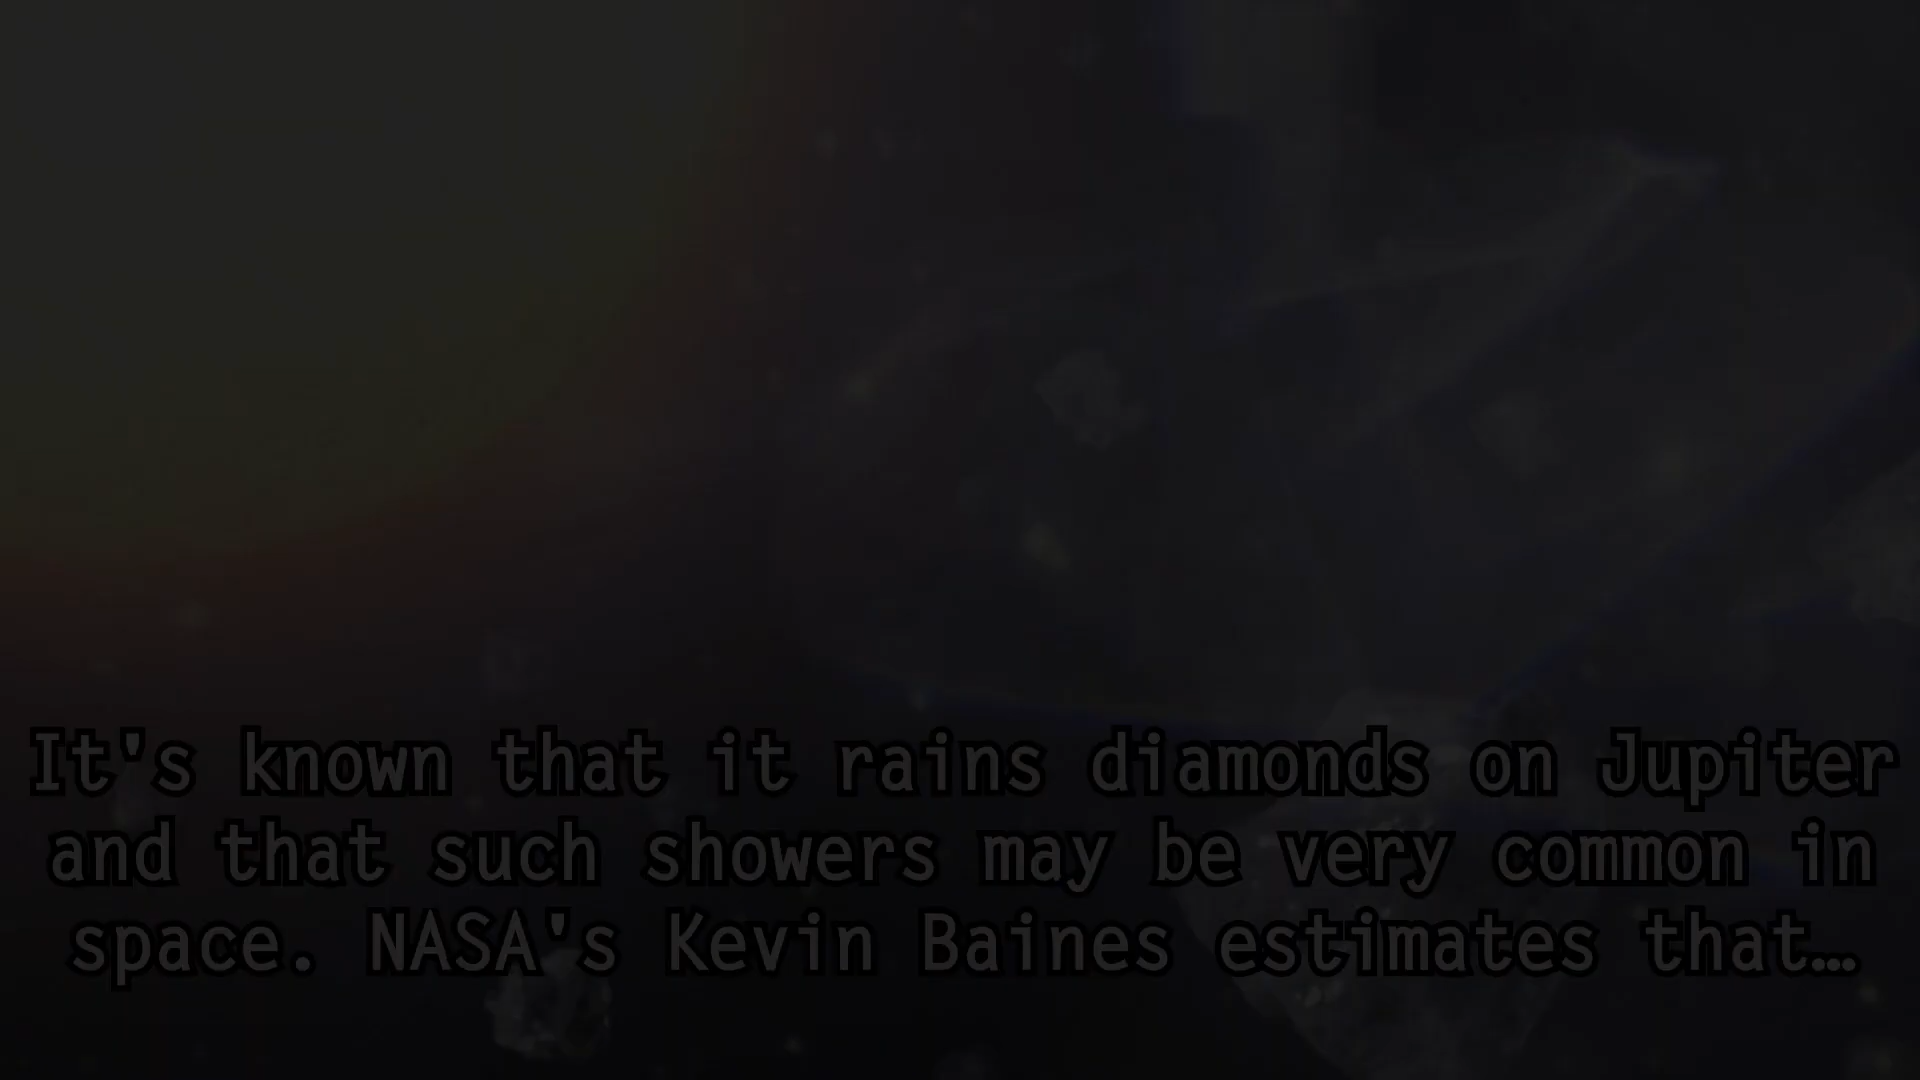 It's known that it rains diamonds on Jupiter
and that such showers may be very common in
space. NASA's Kevin Baines estimates that…